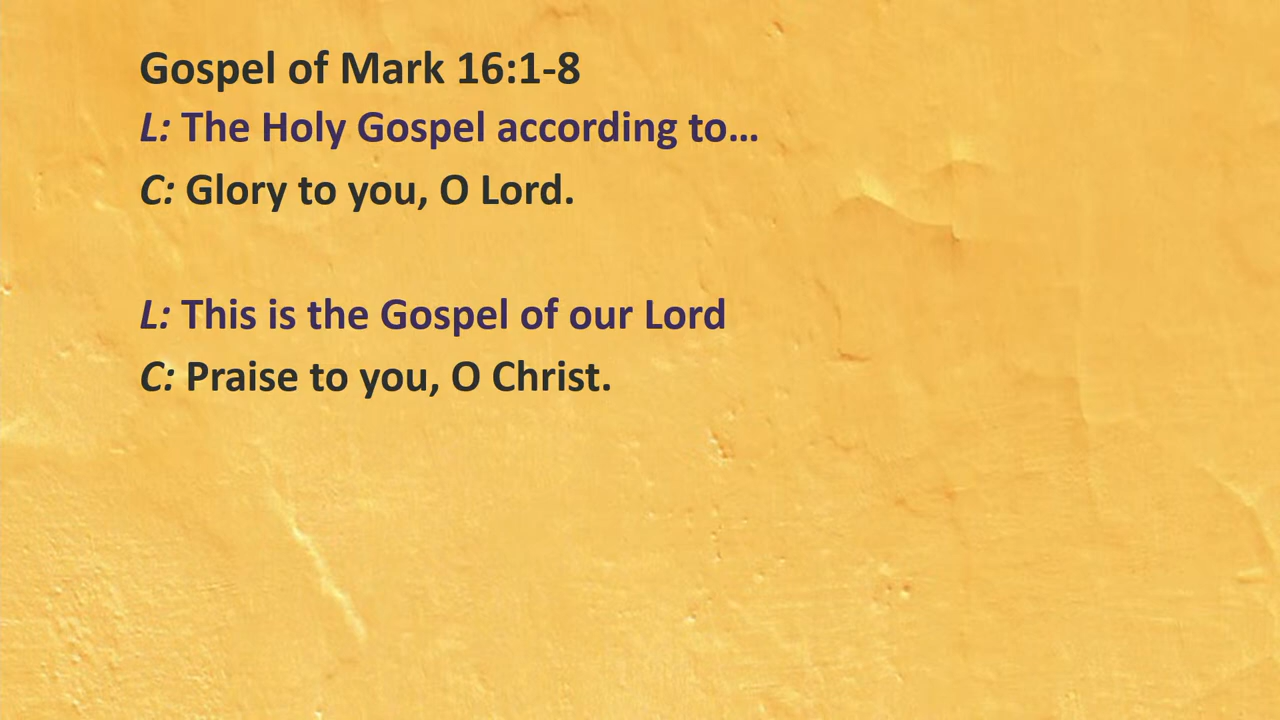 Gospel of Mark 16:1-8
L: The Holy Gospel according to…
C: Glory to you, O Lord.
L: This is the Gospel of our Lord
C: Praise to you, O Christ.